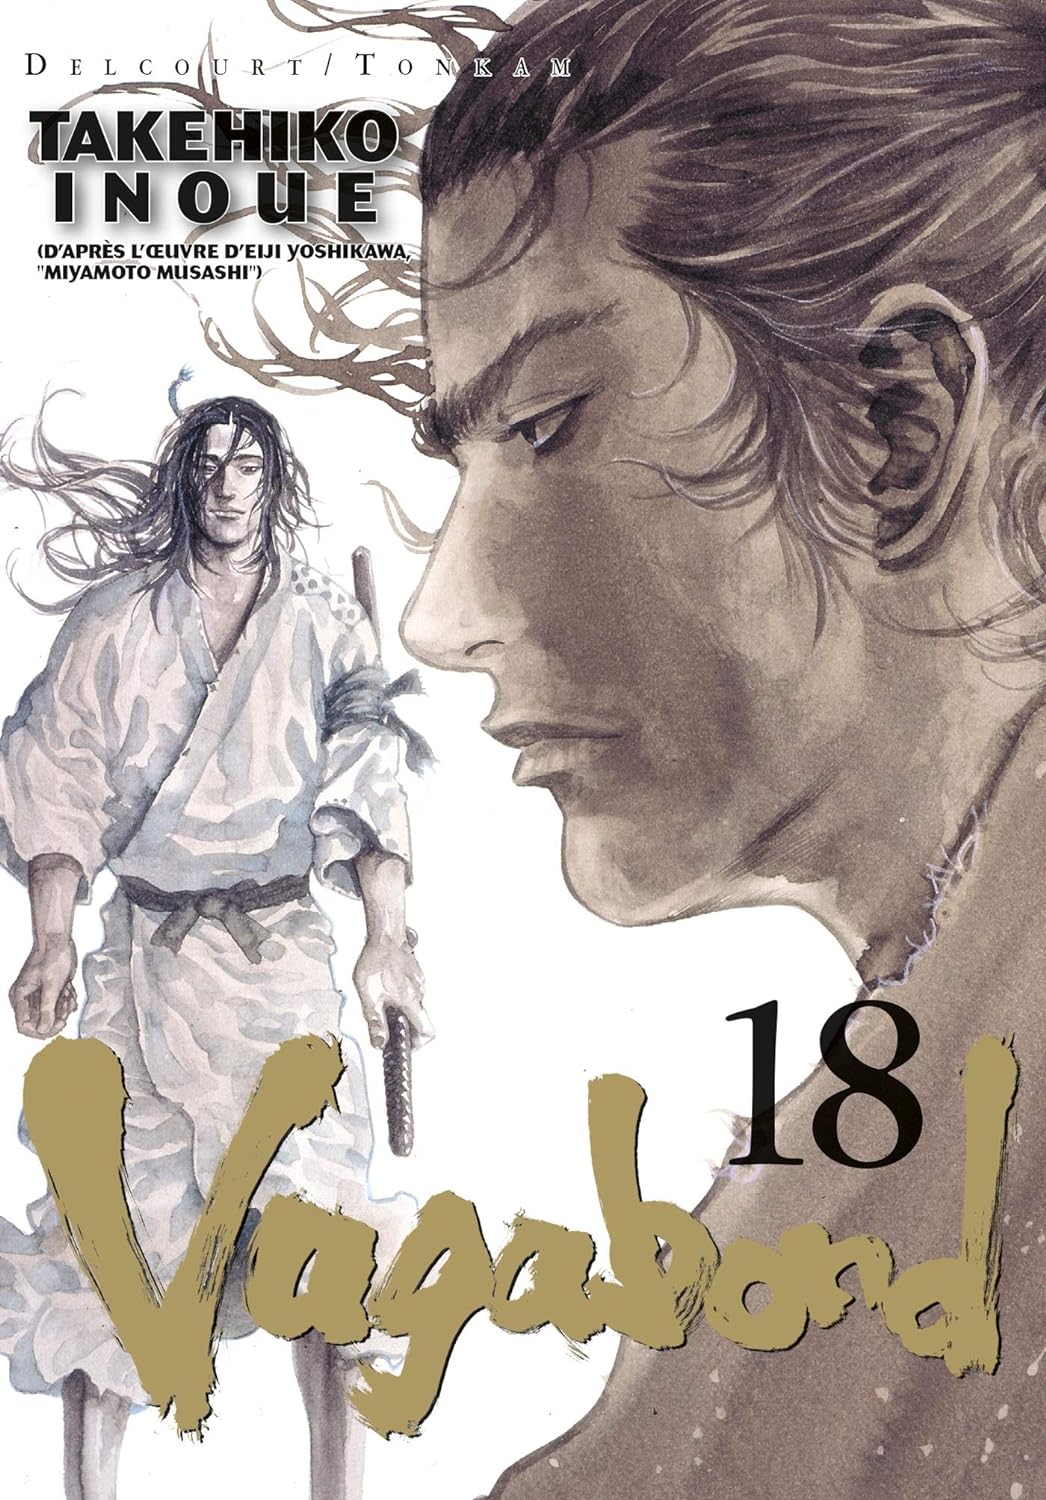 DELCOURT/TONKAM
TAKEHIKO
INOUE
(D'APRÈS L'ŒUVRE D'EIJI YOSHIKAWA,
"MIYAMOTO MUSASHI")
18
Vagabond